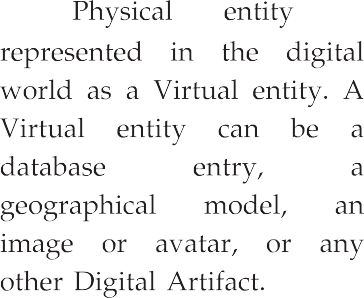 Physical entity
represented in the digital
world as a Virtual entity. A
Virtual entity can be a
database entry, a
geographical model, an
image or avatar, or any
other Digital Artifact.